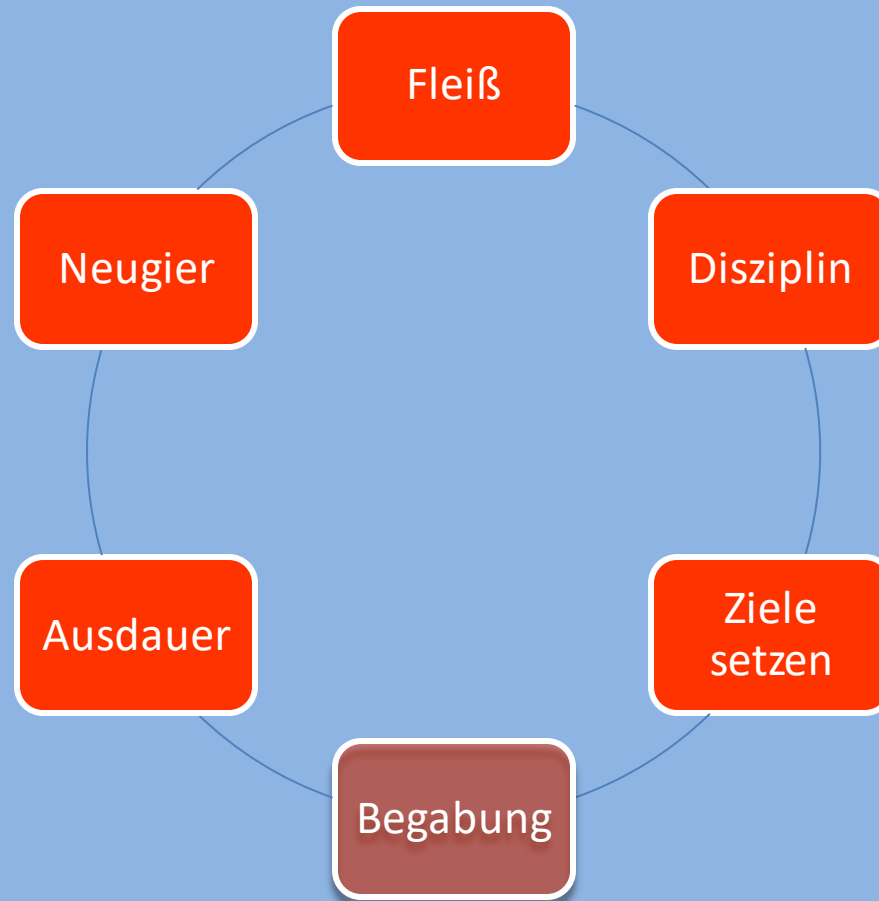 Fleiß
Neugier
Disziplin
Ausdauer
Ziele
setzen
Begabung